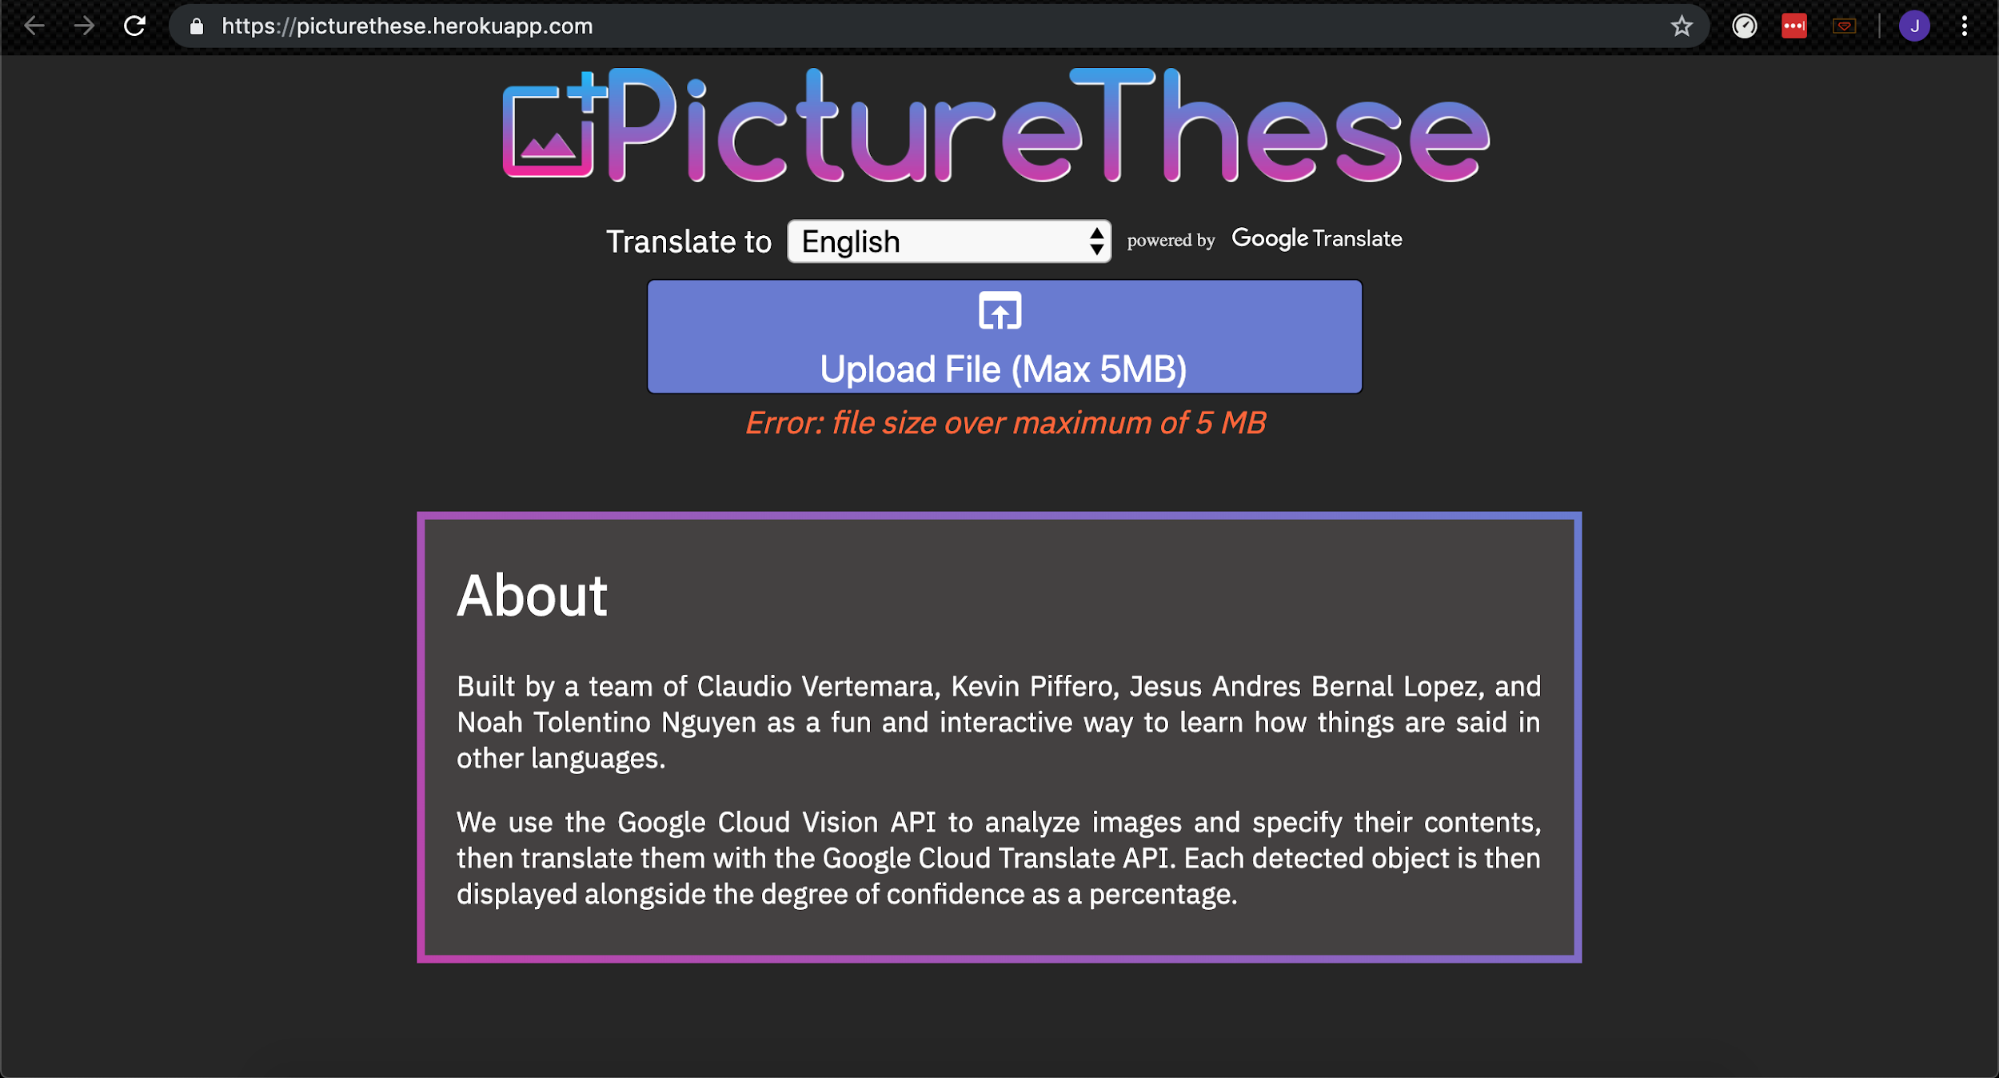 https://picturethese.herokuapp.com
J
PictureThese
Translate to English powered by Google Translate
Upload File (Max 5MB)
Error: file size over maximum of 5 MB
About
Built by a team of Claudio Vertemara, Kevin Piffero, Jesus Andres Bernal Lopez, and
Noah Tolentino Nguyen as a fun and interactive way to learn how things are said in
other languages.
We use the Google Cloud Vision API to analyze images and specify their contents,
then translate them with the Google Cloud Translate API. Each detected object is then
displayed alongside the degree of confidence as a percentage.